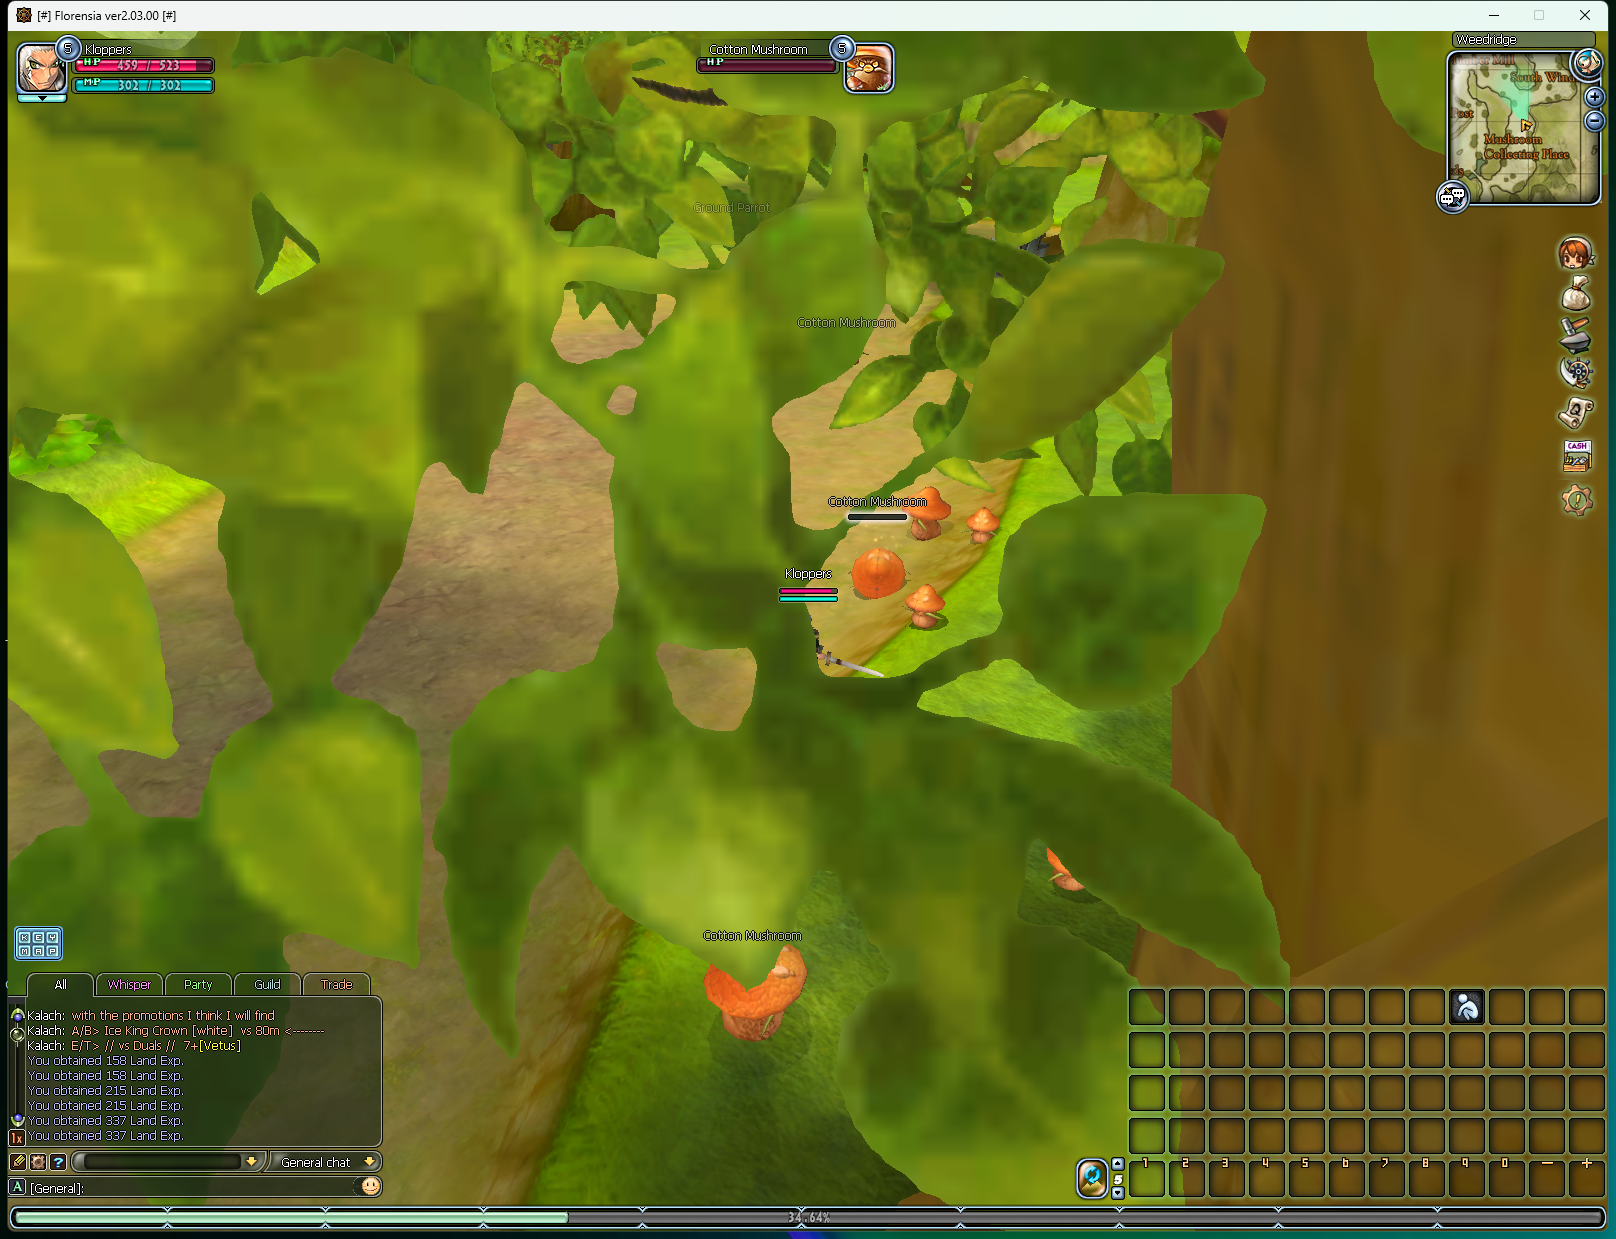 [#] Florensia ver2.03.00 [#]
5 Kloppers
HP 459 / 523
MP 302 / 302
Cotton Mushroom 5
HP
Weedridge
South Wind
Mushroom
Collecting Place
Ground Parrot
Cotton Mushroom
CASH
Cotton Mushroom
Kloppers
Cotton Mushroom
KEY
MAP
All Whisper Party Guild Trade
Kalach: with the promotions I think I will find
Kalach: A/B> Ice King Crown [white] vs 80m <--------
Kalach: E/T> // vs Duals // 7+[Vetus]
You obtained 158 Land Exp.
You obtained 158 Land Exp.
You obtained 215 Land Exp.
You obtained 215 Land Exp.
You obtained 337 Land Exp.
You obtained 337 Land Exp.
1x
? General chat
A [General]:
5 1 2 3 4 5 6 7 8 9 0 − +
34.64%